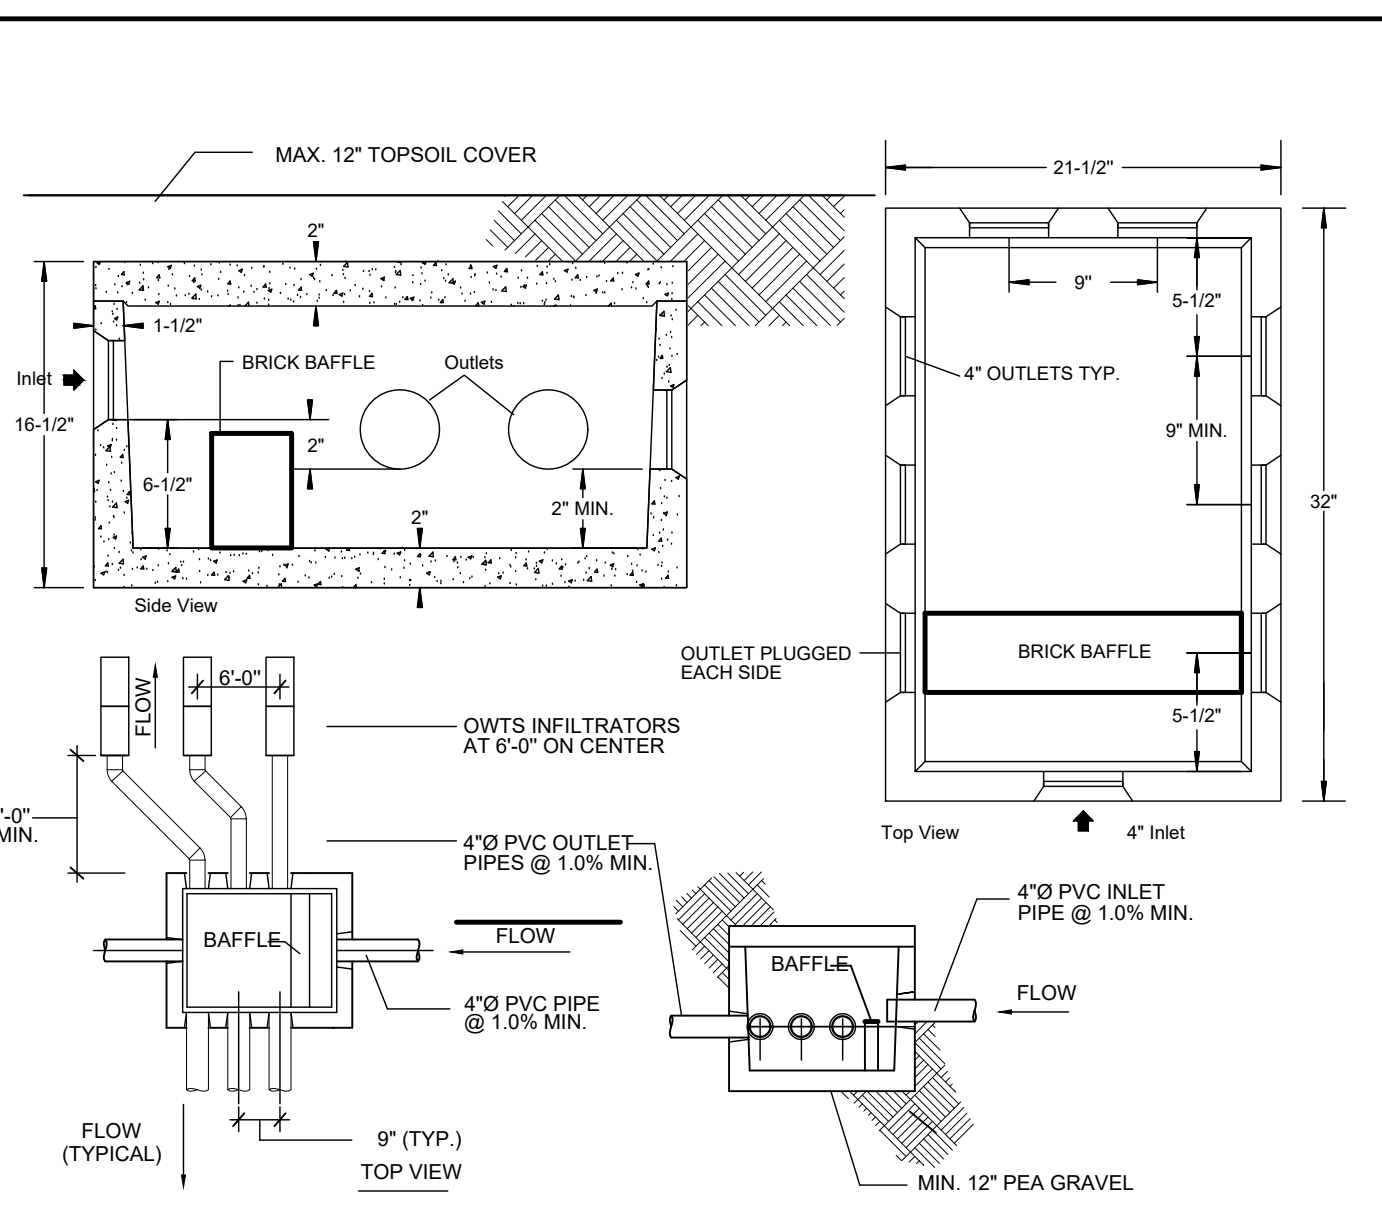 MAX. 12" TOPSOIL COVER
2"
1-1/2"
BRICK BAFFLE
Outlets
Inlet
16-1/2"
2"
6-1/2"
2" MIN.
2"
Side View
21-1/2"
9"
5-1/2"
4" OUTLETS TYP.
9" MIN.
32"
OUTLET PLUGGED
EACH SIDE
BRICK BAFFLE
5-1/2"
Top View
4" Inlet
FLOW
6'-0"
OWTS INFILTRATORS
AT 6'-0" ON CENTER
'-0"
MIN.
4"Ø PVC OUTLET
PIPES @ 1.0% MIN.
BAFFLE
FLOW
4"Ø PVC PIPE
@ 1.0% MIN.
FLOW
(TYPICAL)
9" (TYP.)
TOP VIEW
4"Ø PVC INLET
PIPE @ 1.0% MIN.
BAFFLE
FLOW
MIN. 12" PEA GRAVEL